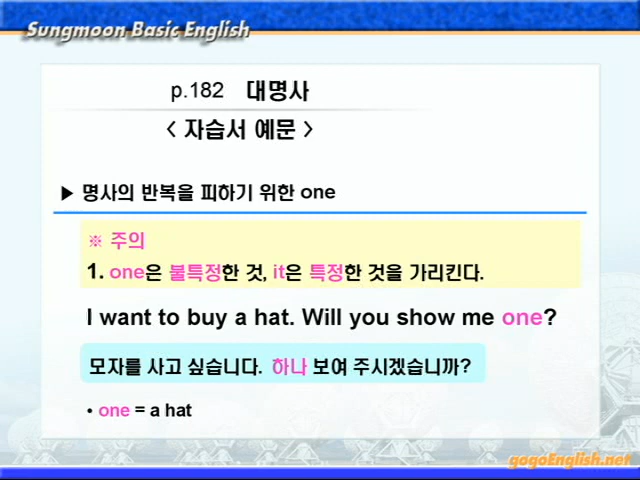 Sungmoon Basic English
p.182 대명사
< 자습서 예문 >
▶ 명사의 반복을 피하기 위한 one
※ 주의
1. one은 불특정한 것, it은 특정한 것을 가리킨다.
I want to buy a hat. Will you show me one?
모자를 사고 싶습니다. 하나 보여 주시겠습니까?
• one = a hat
gogoEnglish.net